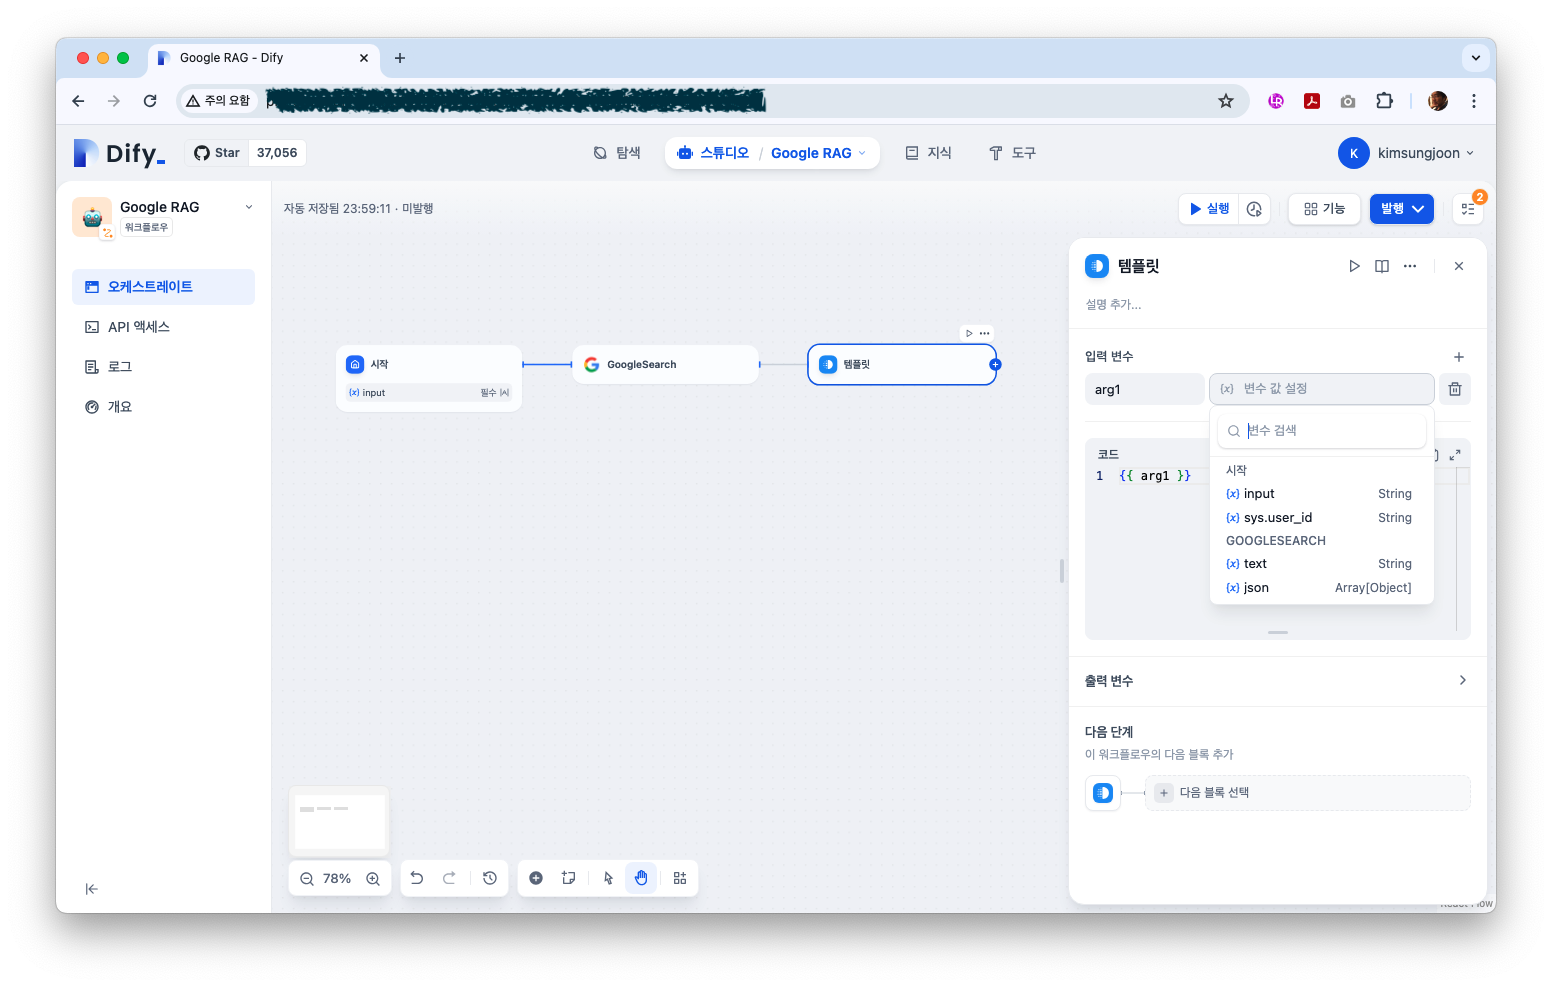 Google RAG - Dify
주의 요함
Dify_
Star 37,056
탐색
스튜디오 / Google RAG
지식
도구
K kimsungjoon
Google RAG
워크플로우
오케스트레이트
API 액세스
로그
개요
자동 저장됨 23:59:11 · 미발행
실행
기능
발행
2
시작
(x) input 필수
GoogleSearch
템플릿
78%
템플릿
설명 추가...
입력 변수
arg1
{x} 변수 값 설정
변수 검색
시작
(x) input String
(x) sys.user_id String
GOOGLESEARCH
(x) text String
(x) json Array[Object]
코드
1 {{ arg1 }}
출력 변수
다음 단계
이 워크플로우의 다음 블록 추가
다음 블록 선택
React Flow